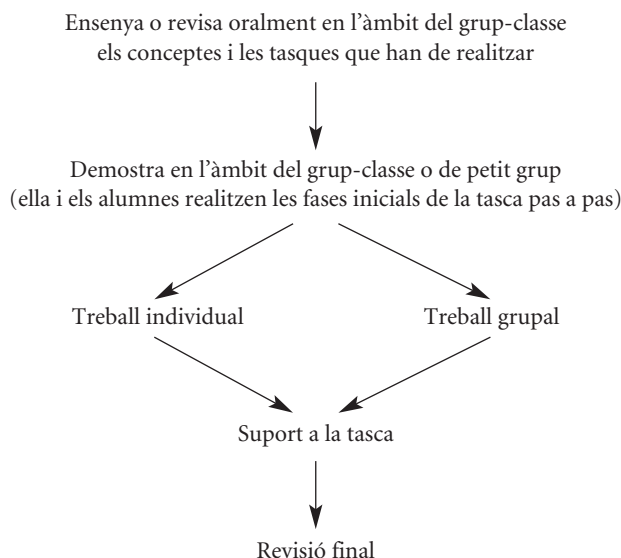 Ensenya o revisa oralment en l’àmbit del grup-classe
els conceptes i les tasques que han de realitzar
Demostra en l’àmbit del grup-classe o de petit grup
(ella i els alumnes realitzen les fases inicials de la tasca pas a pas)
Treball individual
Treball grupal
Suport a la tasca
Revisió final